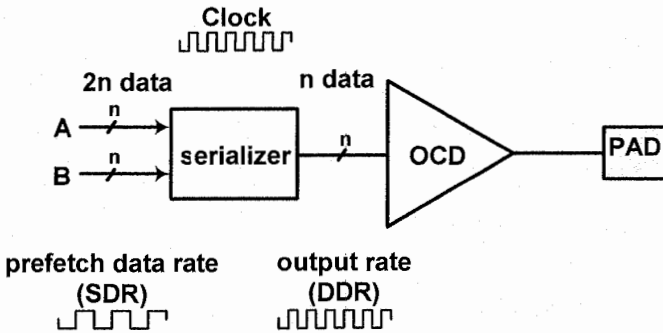 Clock
2n data
n data
A
n
B
n
serializer
n
OCD
PAD
prefetch data rate
(SDR)
output rate
(DDR)